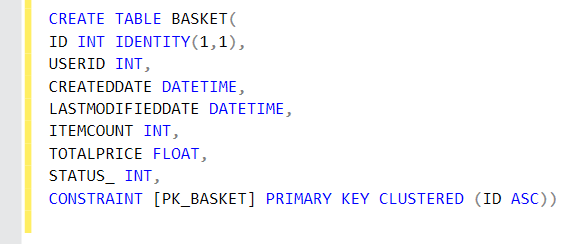 CREATE TABLE BASKET(
ID INT IDENTITY(1,1),
USERID INT,
CREATEDDATE DATETIME,
LASTMODIFIEDDATE DATETIME,
ITEMCOUNT INT,
TOTALPRICE FLOAT,
STATUS_ INT,
CONSTRAINT [PK_BASKET] PRIMARY KEY CLUSTERED (ID ASC))